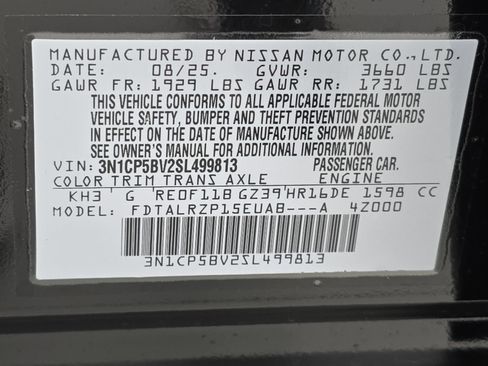 MANUFACTURED BY NISSAN MOTOR CO.,LTD.
DATE: 08/25. GVWR: 3660 LBS
GAWR FR: 1929 LBS GAWR RR: 1731 LBS
THIS VEHICLE CONFORMS TO ALL APPLICABLE FEDERAL MOTOR
VEHICLE SAFETY, BUMPER AND THEFT PREVENTION STANDARDS
IN EFFECT ON THE DATE OF MANUFACTURE SHOWN ABOVE.
SEE OWNER'S MANUAL FOR ADDITIONAL INFORMATION.
VIN: 3N1CP5BV2SL499813 PASSENGER CAR.
COLOR TRIM TRANS AXLE ENGINE
KH3 G RE0F11B GZ39 HR16DE 1598 CC
FDTALRZP15EUAB---A 4Z000
3N1CP5BV2SL499813